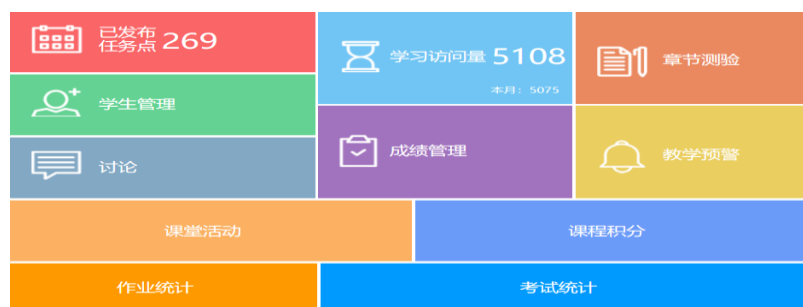 已发布
任务点 269
学习访问量 5108
本月：5075
章节测验
学生管理
成绩管理
教学预警
讨论
课堂活动
课程积分
作业统计
考试统计